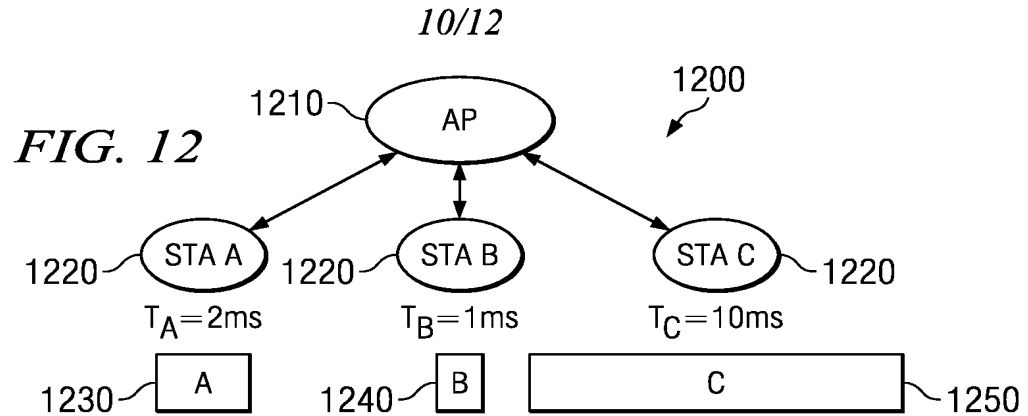 10/12
1200
1210
AP
FIG. 12
1220 STA A 1220 STA B STA C 1220
T_A=2ms T_B=1ms T_C=10ms
1230 A 1240 B C 1250